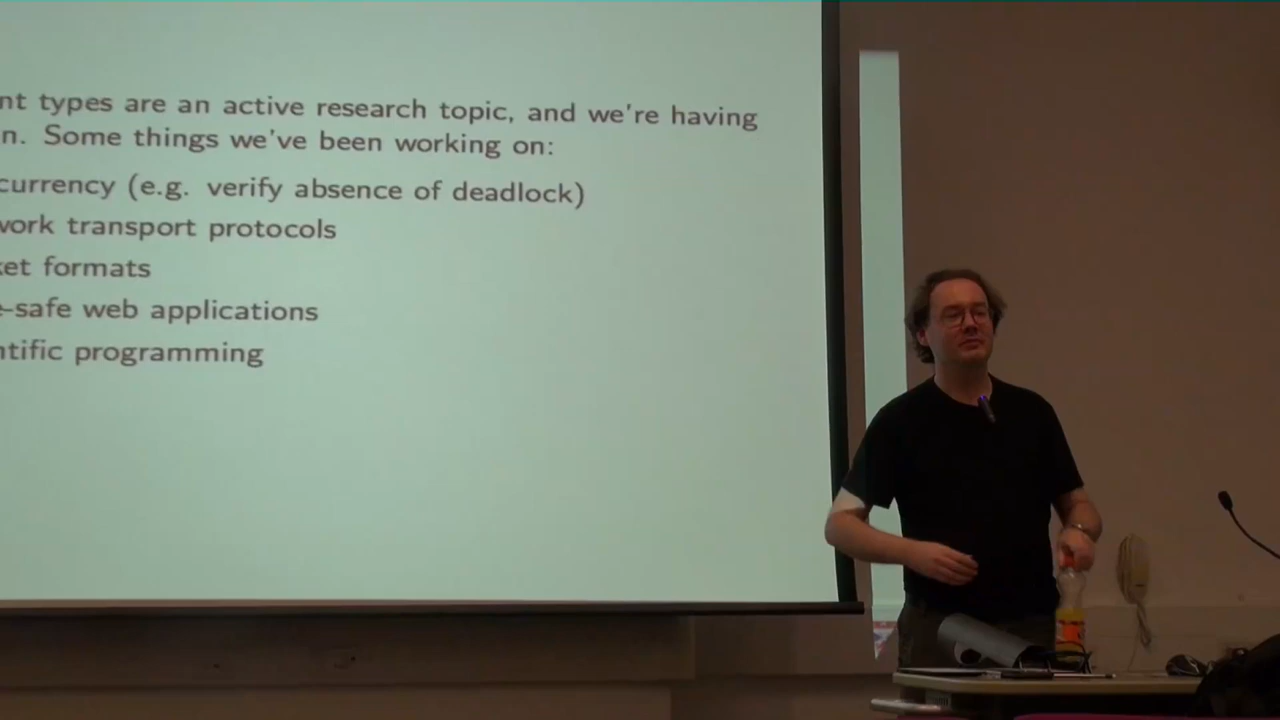 nt types are an active research topic, and we're having
n. Some things we've been working on:
currency (e.g. verify absence of deadlock)
work transport protocols
ket formats
e-safe web applications
ntific programming